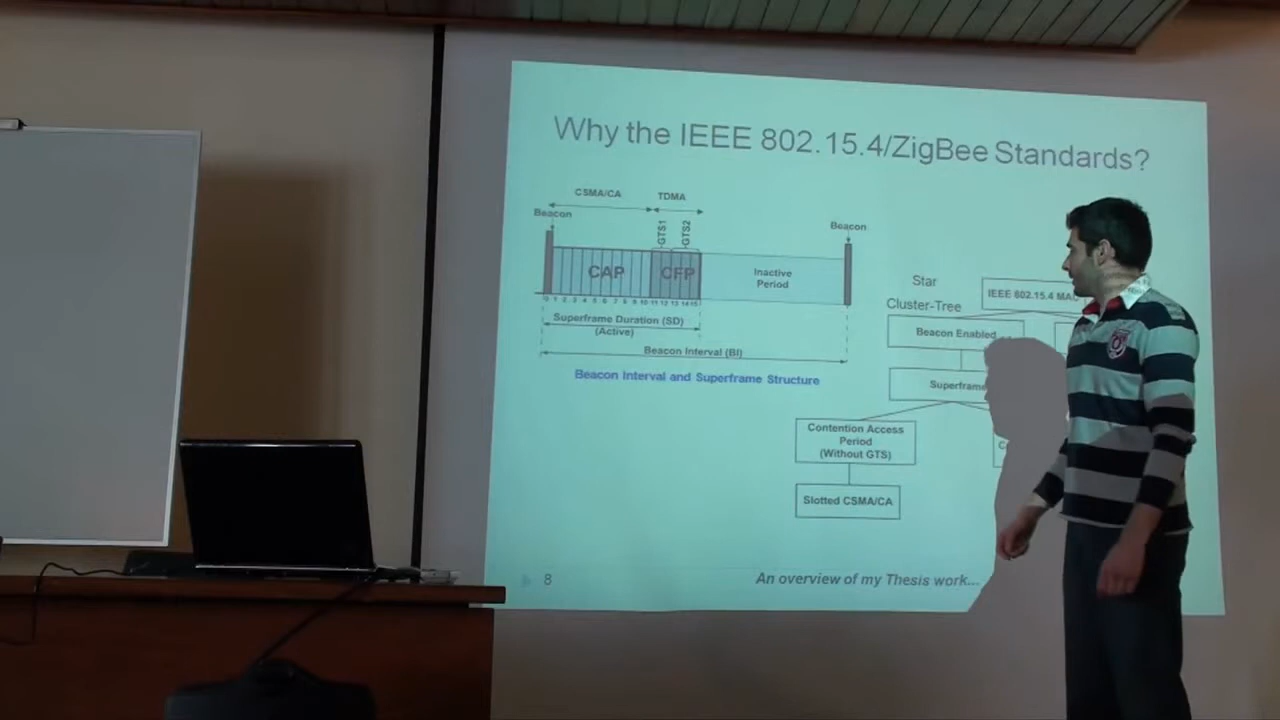 Why the IEEE 802.15.4/ZigBee Standards?
CSMA/CA
TDMA
Beacon
GTS1
GTS2
Beacon
CAP
CFP
Inactive
Period
0 1 2 3 4 5 6 7 8 9 10 11 12 13 14 15
Superframe Duration (SD)
(Active)
Beacon Interval (BI)
Beacon Interval and Superframe Structure
Star
Cluster-Tree
IEEE 802.15.4
Beacon Enabled
Superframe
Contention Access
Period
(Without GTS)
Slotted CSMA/CA
8
An overview of my Thesis work...